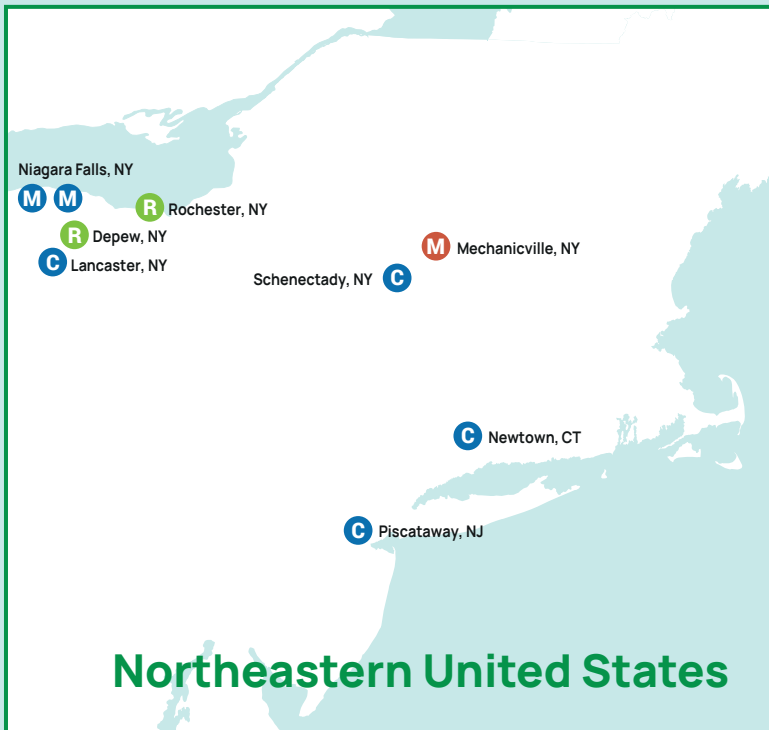 Niagara Falls, NY
M M
R Rochester, NY
R Depew, NY
C Lancaster, NY
M Mechanicville, NY
Schenectady, NY C
C Newtown, CT
C Piscataway, NJ
Northeastern United States